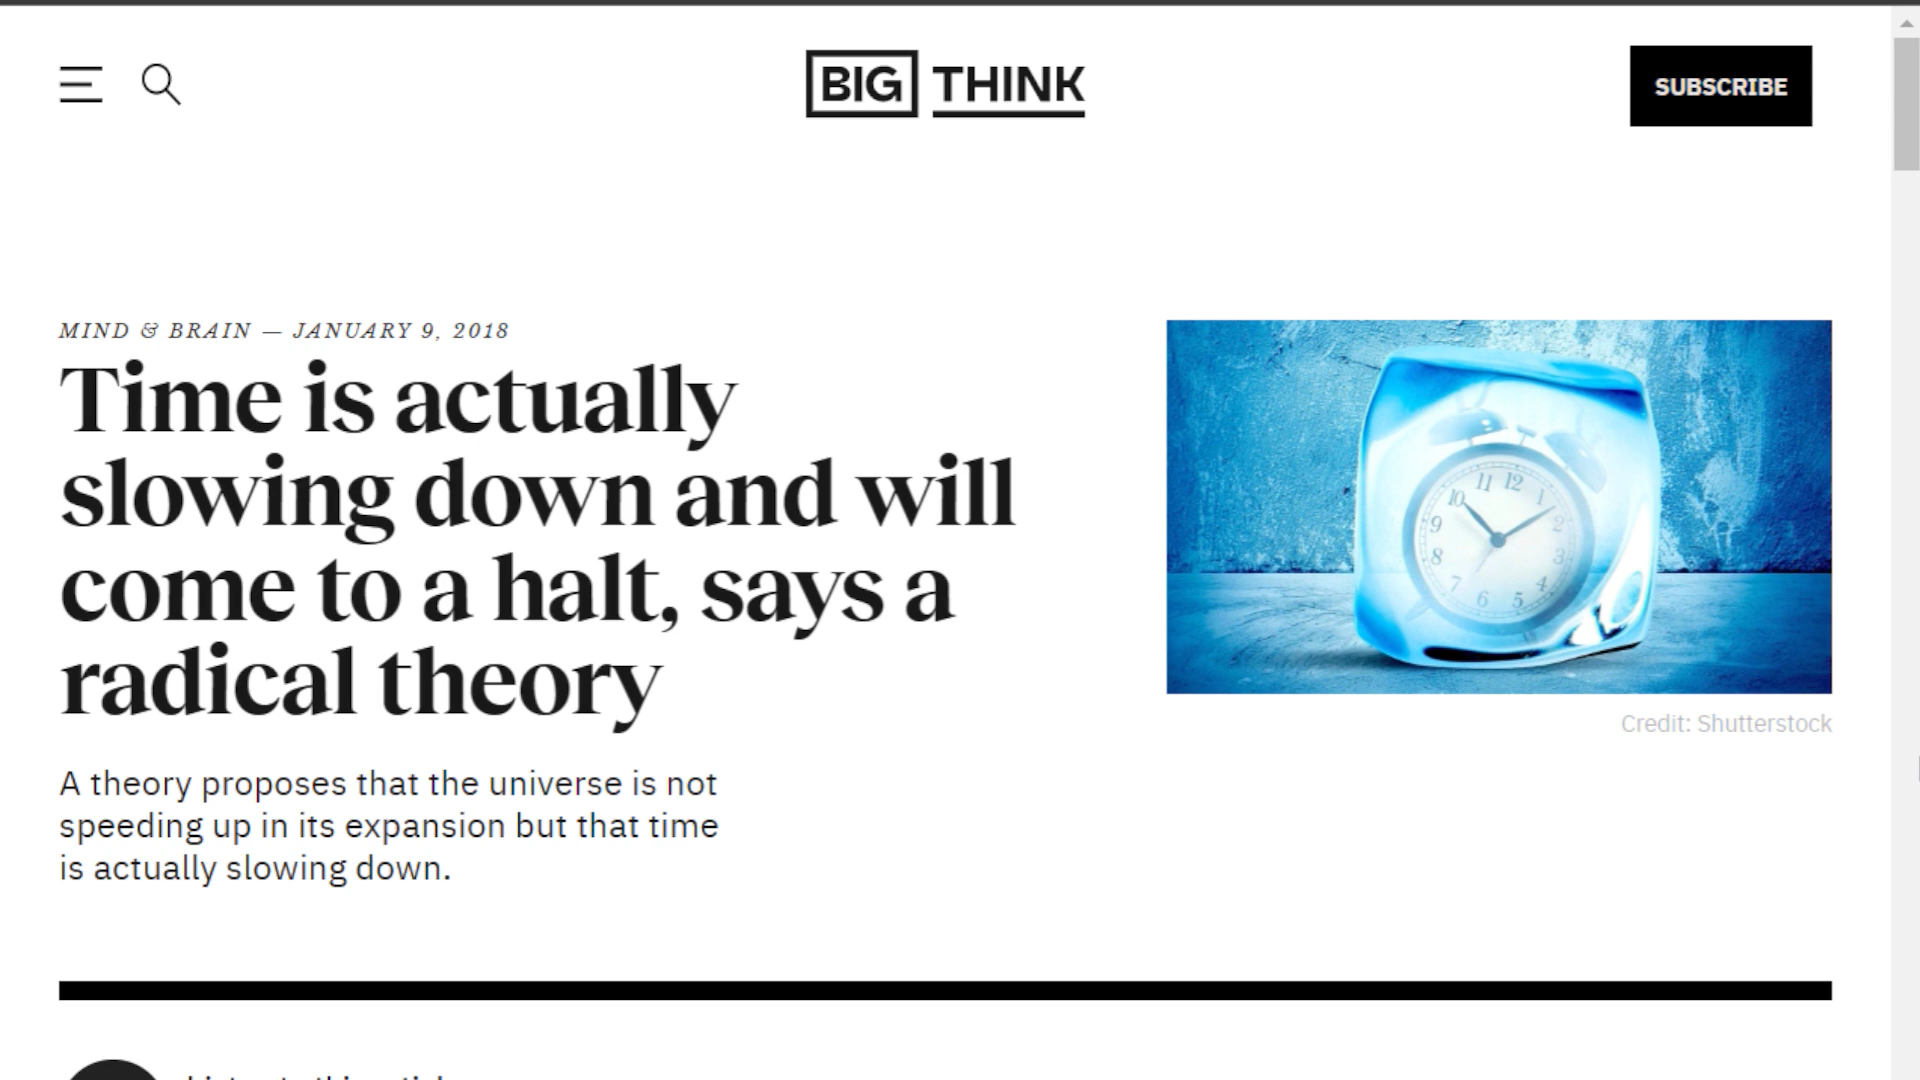 BIG THINK
SUBSCRIBE
MIND & BRAIN — JANUARY 9, 2018
Time is actually
slowing down and will
come to a halt, says a
radical theory
11 12 1
10 2
9 3
8 4
7 6 5
Credit: Shutterstock
A theory proposes that the universe is not
speeding up in its expansion but that time
is actually slowing down.